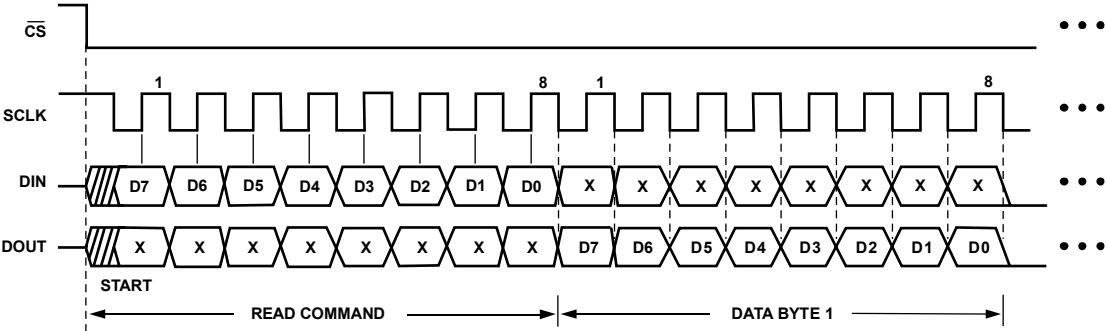 CS
1 8 1 8
SCLK
DIN D7 D6 D5 D4 D3 D2 D1 D0 X X X X X X X X
DOUT X X X X X X X X D7 D6 D5 D4 D3 D2 D1 D0
START
READ COMMAND DATA BYTE 1